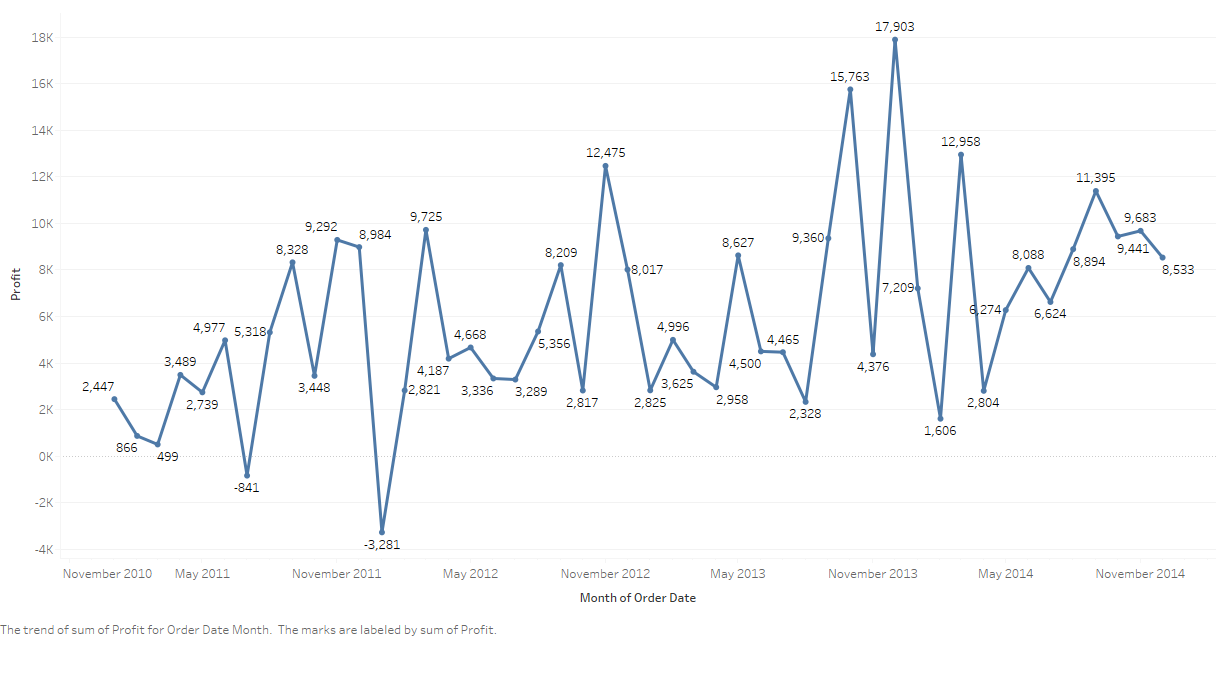 17,903
18K
16K
15,763
14K
12,958
12,475
12K
11,395
10K
9,725
9,292
8,984
9,683
9,360
9,441
8,328
8,209
8,627
8,088
8,894
8,533
8K
8,017
7,209
Profit
6K
6,274
6,624
4,977
5,318
4,668
5,356
4,996
4,500
4,465
4K
3,489
4,187
4,376
2,447
3,448
2,821
3,336
3,289
3,625
2,739
2,817
2,825
2,958
2,328
2,804
2K
866
499
1,606
0K
-841
-2K
-3,281
-4K
November 2010
May 2011
November 2011
May 2012
November 2012
May 2013
November 2013
May 2014
November 2014
Month of Order Date
The trend of sum of Profit for Order Date Month.  The marks are labeled by sum of Profit.